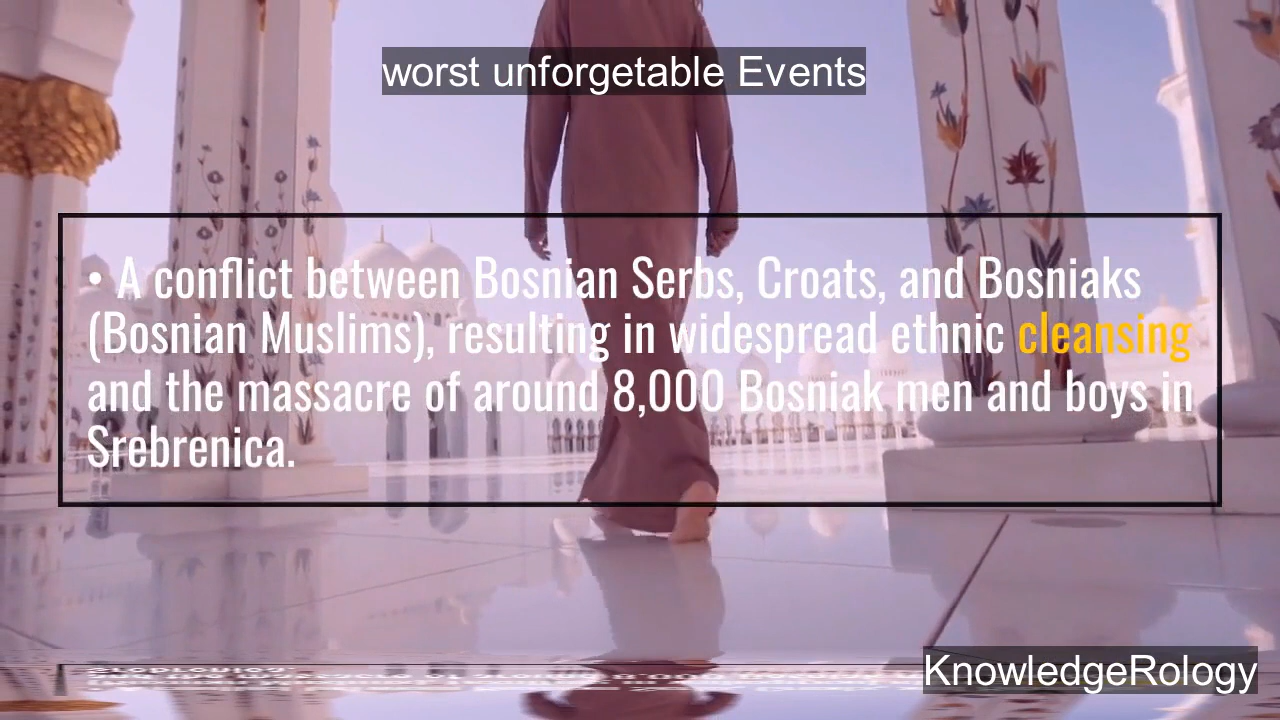 worst unforgetable Events
• A conflict between Bosnian Serbs, Croats, and Bosniaks
(Bosnian Muslims), resulting in widespread ethnic cleansing
and the massacre of around 8,000 Bosniak men and boys in
Srebrenica.
KnowledgeRology